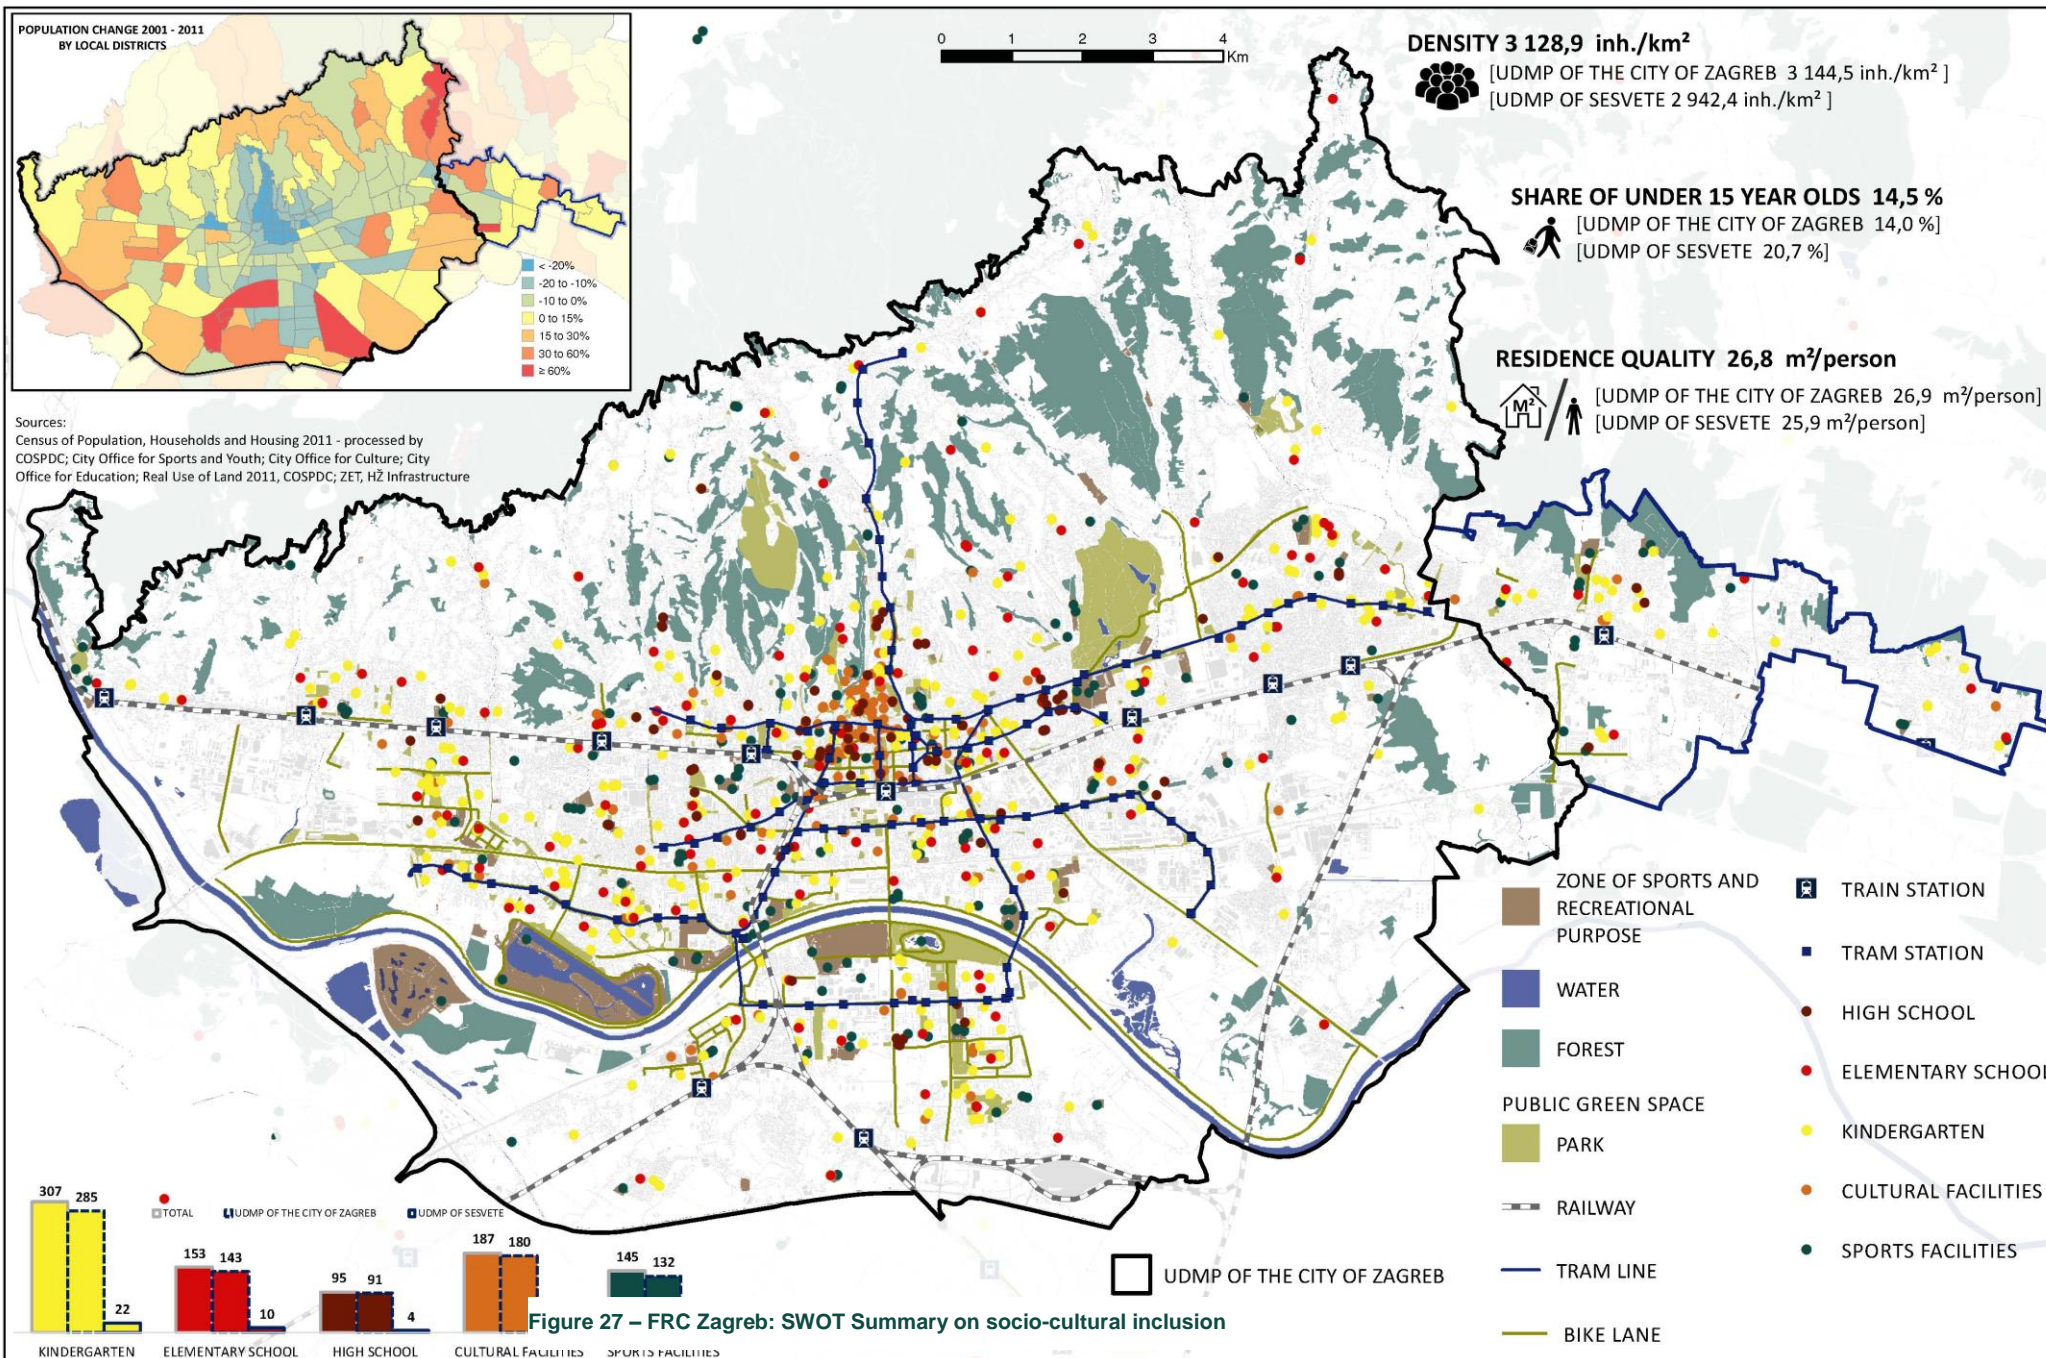 POPULATION CHANGE 2001 - 2011
BY LOCAL DISTRICTS
< -20%
-20 to -10%
-10 to 0%
0 to 15%
15 to 30%
30 to 60%
≥ 60%
Sources:
Census of Population, Households and Housing 2011 - processed by
COSPDC; City Office for Sports and Youth; City Office for Culture; City
Office for Education; Real Use of Land 2011, COSPDC; ZET, HŽ Infrastructure
0 1 2 3 4
Km
DENSITY 3 128,9 inh./km²
[UDMP OF THE CITY OF ZAGREB 3 144,5 inh./km² ]
[UDMP OF SESVETE 2 942,4 inh./km² ]
SHARE OF UNDER 15 YEAR OLDS 14,5 %
[UDMP OF THE CITY OF ZAGREB 14,0 %]
[UDMP OF SESVETE 20,7 %]
RESIDENCE QUALITY 26,8 m²/person
M²
[UDMP OF THE CITY OF ZAGREB 26,9 m²/person]
[UDMP OF SESVETE 25,9 m²/person]
ZONE OF SPORTS AND
RECREATIONAL
PURPOSE
WATER
FOREST
PUBLIC GREEN SPACE
PARK
RAILWAY
TRAM LINE
BIKE LANE
TRAIN STATION
TRAM STATION
HIGH SCHOOL
ELEMENTARY SCHOOL
KINDERGARTEN
CULTURAL FACILITIES
SPORTS FACILITIES
UDMP OF THE CITY OF ZAGREB
TOTAL UDMP OF THE CITY OF ZAGREB UDMP OF SESVETE
307 285 22
153 143 10
95 91 4
187 180
145 132
KINDERGARTEN ELEMENTARY SCHOOL HIGH SCHOOL CULTURAL FACILITIES SPORTS FACILITIES
Figure 27 – FRC Zagreb: SWOT Summary on socio-cultural inclusion